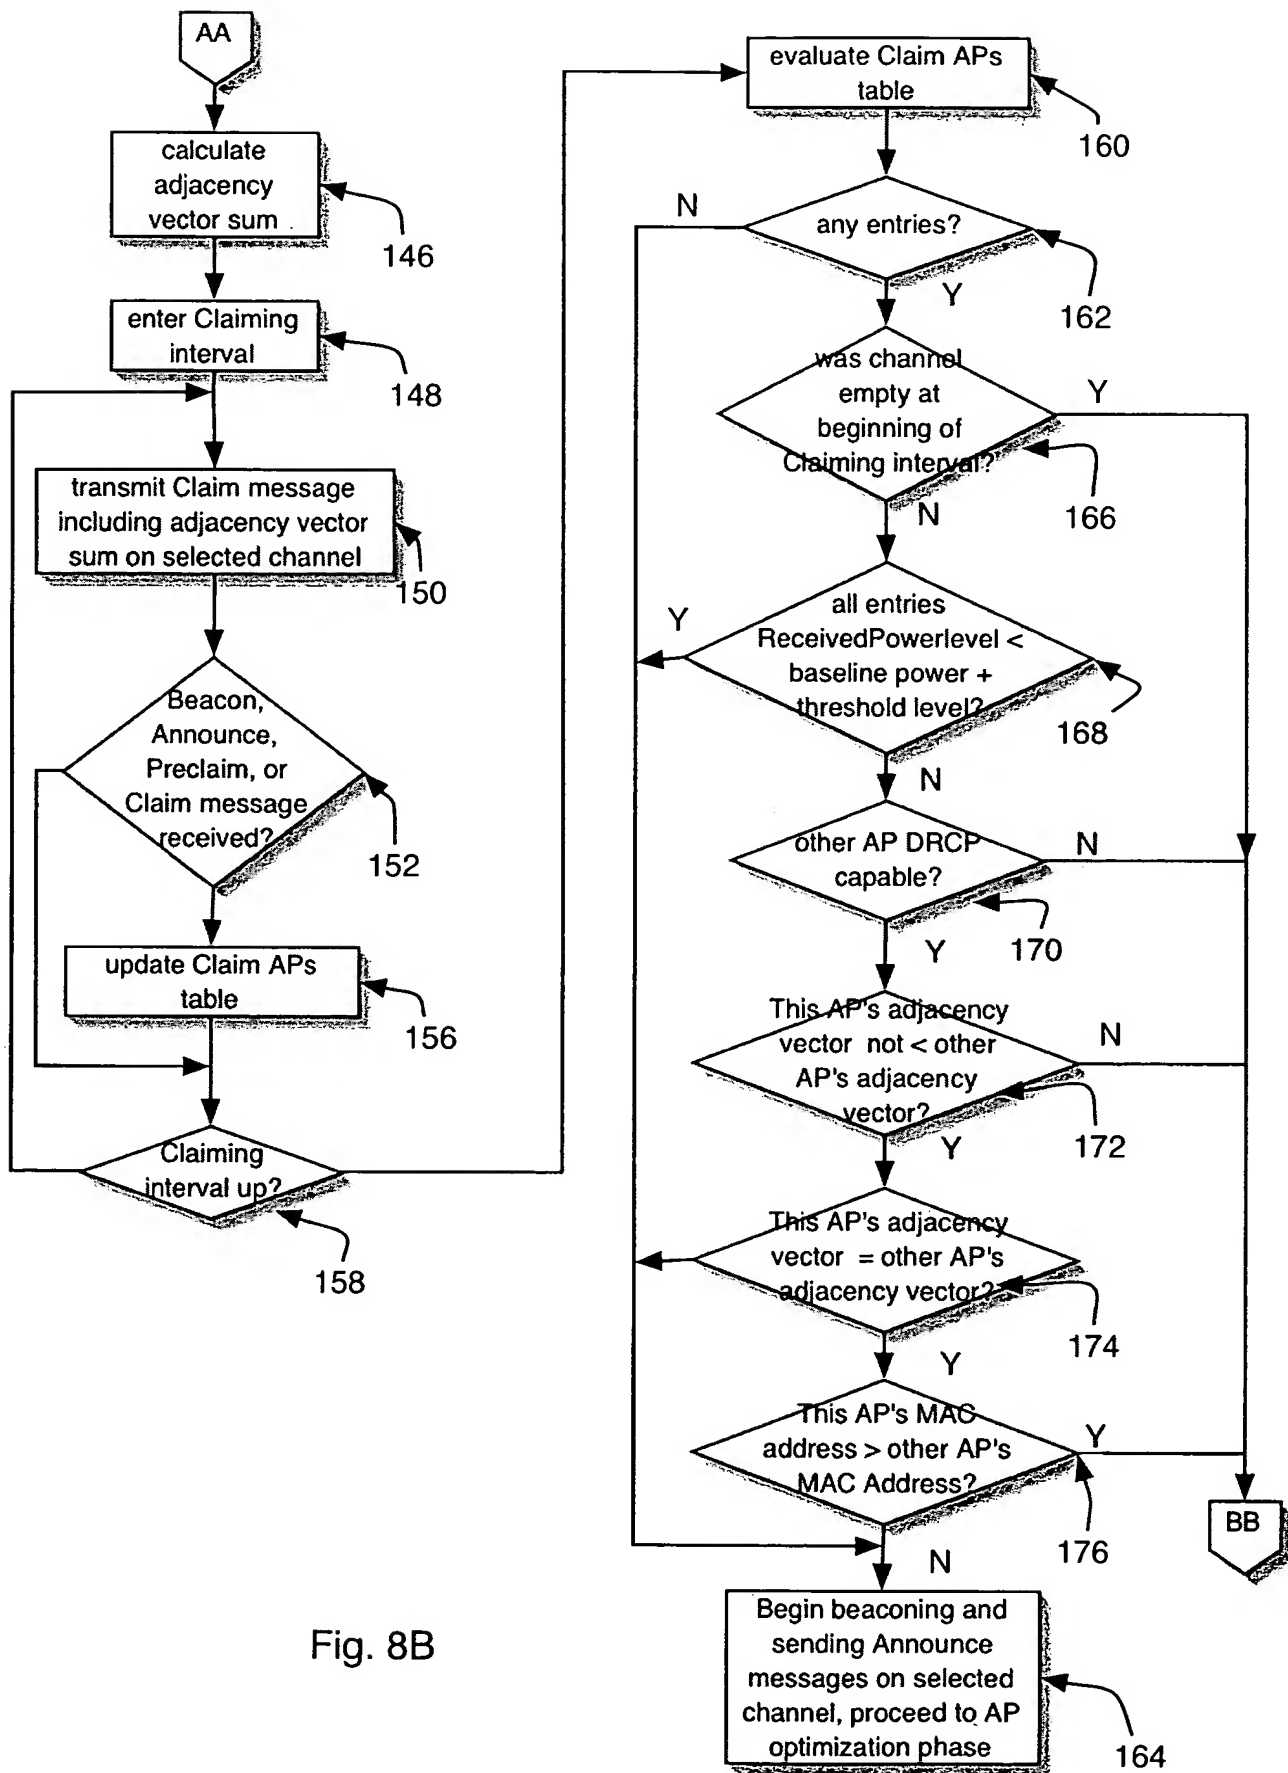 AA
calculate
adjacency
vector sum
146
enter Claiming
interval
148
transmit Claim message
including adjacency vector
sum on selected channel
150
Beacon,
Announce,
Preclaim, or
Claim message
received?
152
update Claim APs
table
156
Claiming
interval up?
158
evaluate Claim APs
table
160
any entries?
N
Y
162
was channel
empty at
beginning of
Claiming interval?
Y
N
166
all entries
ReceivedPowerlevel <
baseline power +
threshold level?
Y
N
168
other AP DRCP
capable?
N
Y
170
This AP's adjacency
vector not < other
AP's adjacency
vector?
N
Y
172
This AP's adjacency
vector = other AP's
adjacency vector?
174
Y
This AP's MAC
address > other AP's
MAC Address?
Y
N
176
BB
Begin beaconing and
sending Announce
messages on selected
channel, proceed to AP
optimization phase
164
Fig. 8B